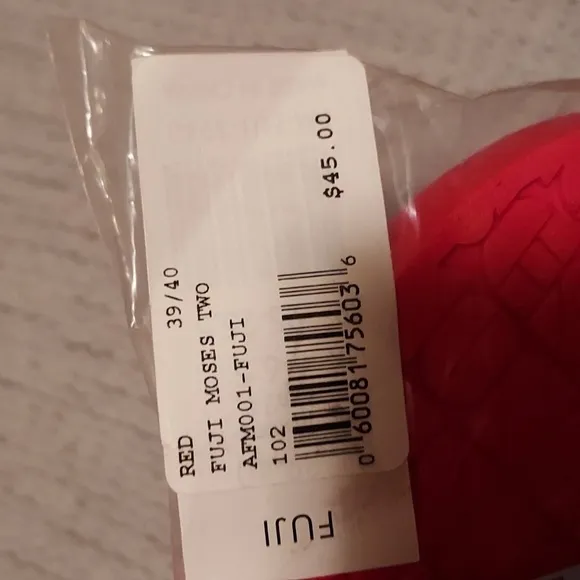 RED 39/40
FUJI MOSES TWO
AFM001-FUJI
102 $45.00
0 60081 75603 6
FUJI